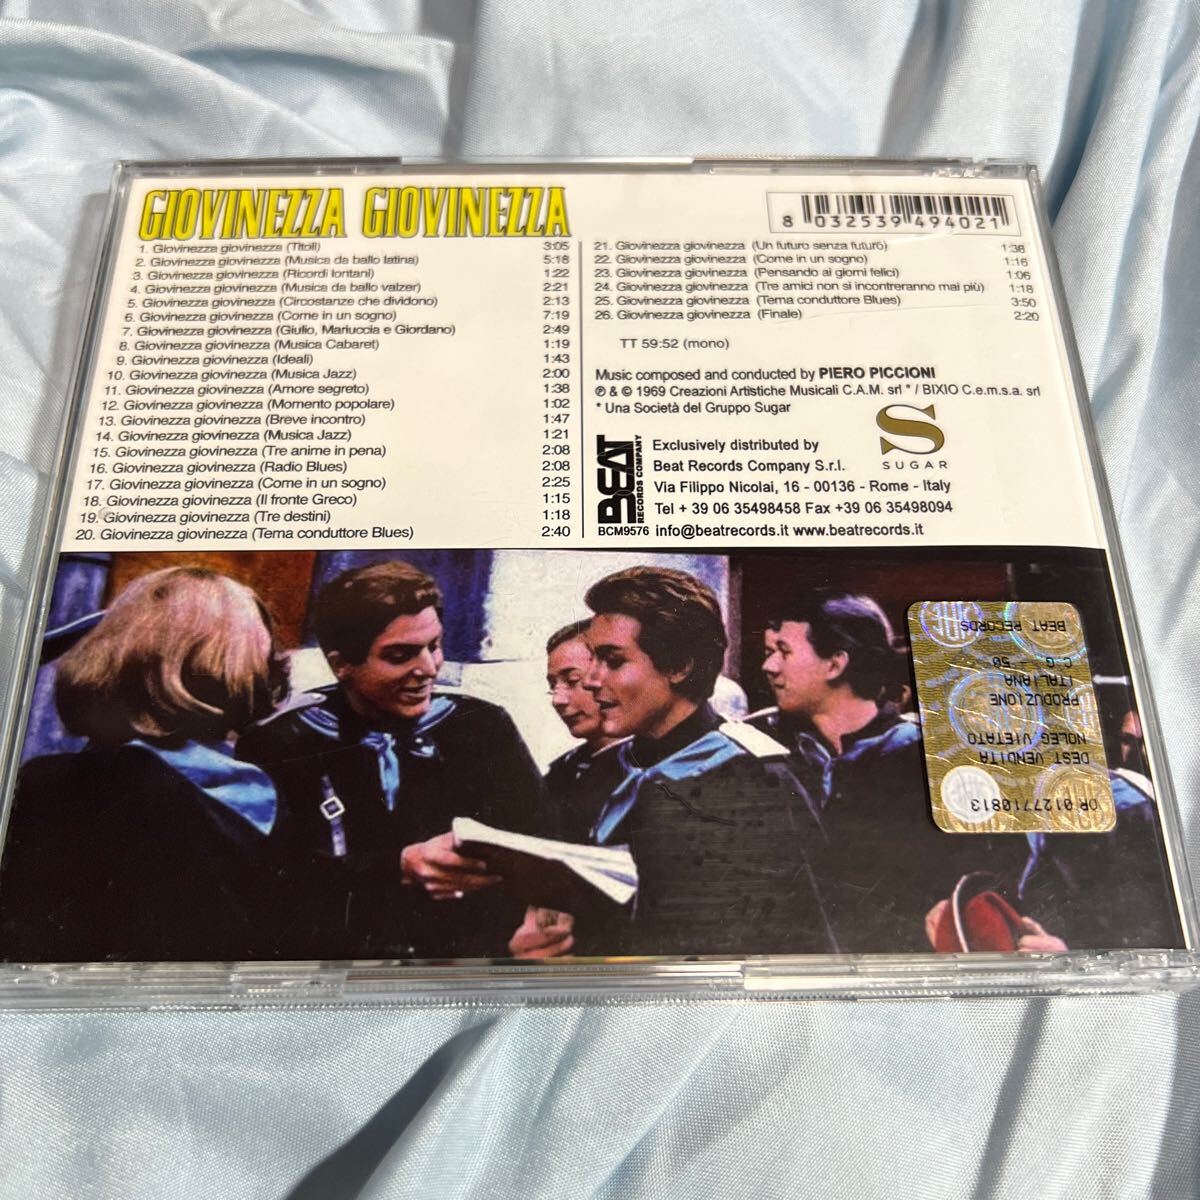 GIOVINEZZA GIOVINEZZA
8 032539 494021
1. Giovinezza giovinezza (Titoli) 3:05
2. Giovinezza giovinezza (Musica da ballo latina) 5:18
3. Giovinezza giovinezza (Ricordi lontani) 1:22
4. Giovinezza giovinezza (Musica da ballo valzer) 2:21
5. Giovinezza giovinezza (Circostanze che dividono) 2:13
6. Giovinezza giovinezza (Come in un sogno) 7:19
7. Giovinezza giovinezza (Giulio, Mariuccia e Giordano) 2:49
8. Giovinezza giovinezza (Musica Cabaret) 1:19
9. Giovinezza giovinezza (Ideali) 1:43
10. Giovinezza giovinezza (Musica Jazz) 2:00
11. Giovinezza giovinezza (Amore segreto) 1:38
12. Giovinezza giovinezza (Momento popolare) 1:02
13. Giovinezza giovinezza (Breve incontro) 1:47
14. Giovinezza giovinezza (Musica Jazz) 1:21
15. Giovinezza giovinezza (Tre anime in pena) 2:08
16. Giovinezza giovinezza (Radio Blues) 2:08
17. Giovinezza giovinezza (Come in un sogno) 2:25
18. Giovinezza giovinezza (Il fronte Greco) 1:15
19. Giovinezza giovinezza (Tre destini) 1:18
20. Giovinezza giovinezza (Tema conduttore Blues) 2:40
21. Giovinezza giovinezza (Un futuro senza futuro) 1:38
22. Giovinezza giovinezza (Come in un sogno) 1:16
23. Giovinezza giovinezza (Pensando ai giorni felici) 1:06
24. Giovinezza giovinezza (Tre amici non si incontreranno mai più) 1:18
25. Giovinezza giovinezza (Tema conduttore Blues) 3:50
26. Giovinezza giovinezza (Finale) 2:20
TT 59:52 (mono)
Music composed and conducted by PIERO PICCIONI
℗ & © 1969 Creazioni Artistiche Musicali C.A.M. srl * / BIXIO C.e.m.s.a. srl
* Una Società del Gruppo Sugar
S
SUGAR
BEAT
RECORDS COMPANY
BCM9576
Exclusively distributed by
Beat Records Company S.r.l.
Via Filippo Nicolai, 16 - 00136 - Rome - Italy
Tel + 39 06 35498458 Fax +39 06 35498094
info@beatrecords.it www.beatrecords.it
OR 0127710813
DEST VENDITA
NOLEG VIETATO
PRODUZIONE
ITALIANA
C.G. 50
BEAT RECORDS